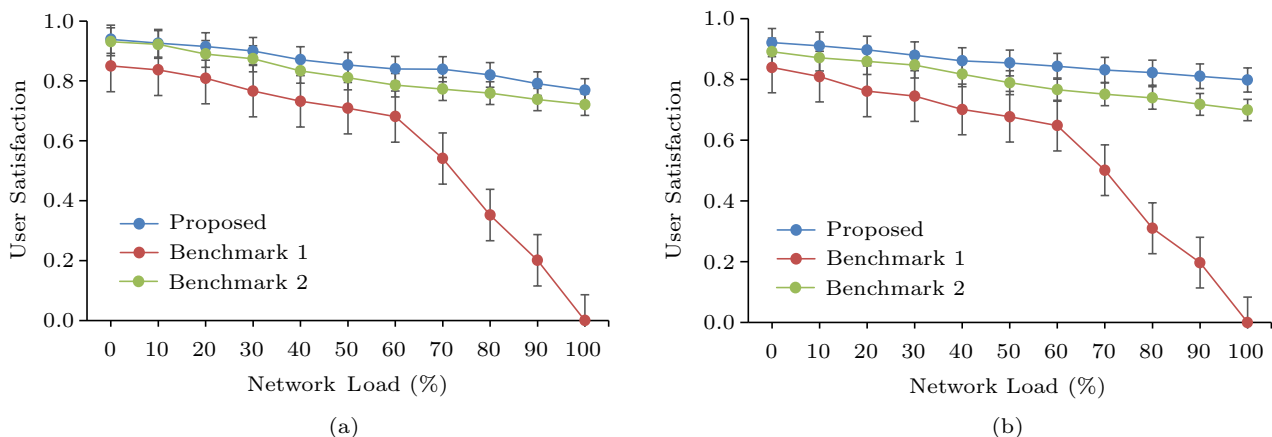 1.0
0.8
0.6
0.4
0.2
0.0
User Satisfaction
Proposed
Benchmark 1
Benchmark 2
0 10 20 30 40 50 60 70 80 90 100
Network Load (%)
(a)
1.0
0.8
0.6
0.4
0.2
0.0
User Satisfaction
Proposed
Benchmark 1
Benchmark 2
0 10 20 30 40 50 60 70 80 90 100
Network Load (%)
(b)